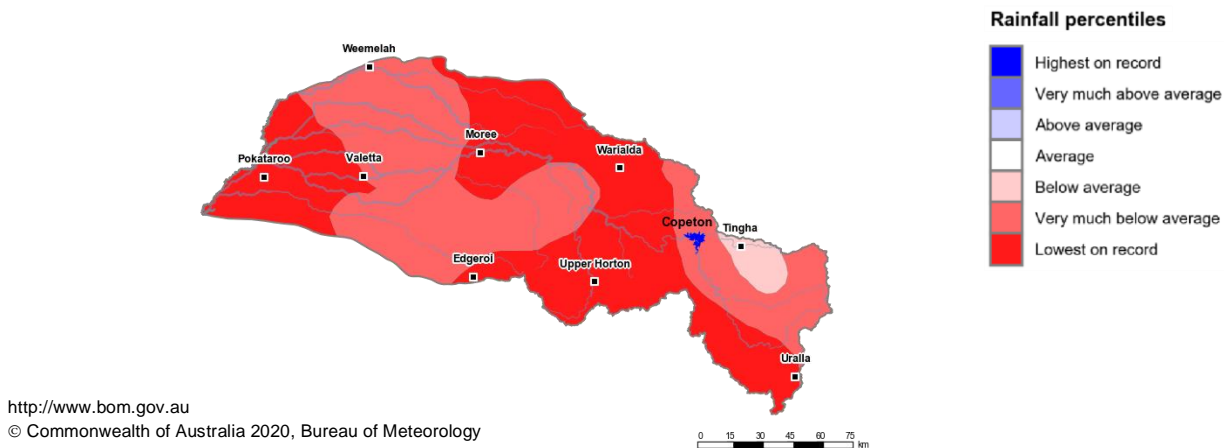 Rainfall percentiles
Highest on record
Very much above average
Above average
Average
Below average
Very much below average
Lowest on record
Weemelah
Moree
Warialda
Pokataroo
Valetta
Copeton
Tingha
Edgeroi
Upper Horton
Uralla
http://www.bom.gov.au
© Commonwealth of Australia 2020, Bureau of Meteorology
0 15 30 45 60 75
km